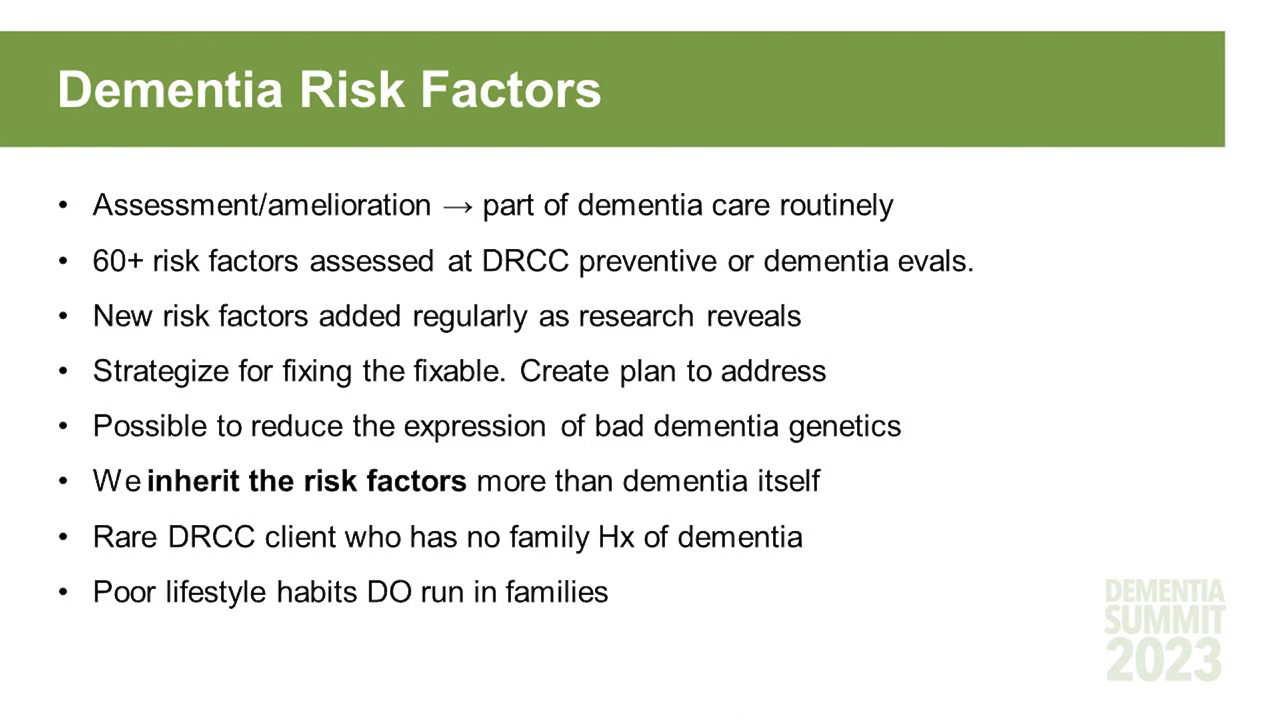 Dementia Risk Factors
• Assessment/amelioration → part of dementia care routinely
• 60+ risk factors assessed at DRCC preventive or dementia evals.
• New risk factors added regularly as research reveals
• Strategize for fixing the fixable. Create plan to address
• Possible to reduce the expression of bad dementia genetics
• We inherit the risk factors more than dementia itself
• Rare DRCC client who has no family Hx of dementia
• Poor lifestyle habits DO run in families
DEMENTIA
SUMMIT
2023